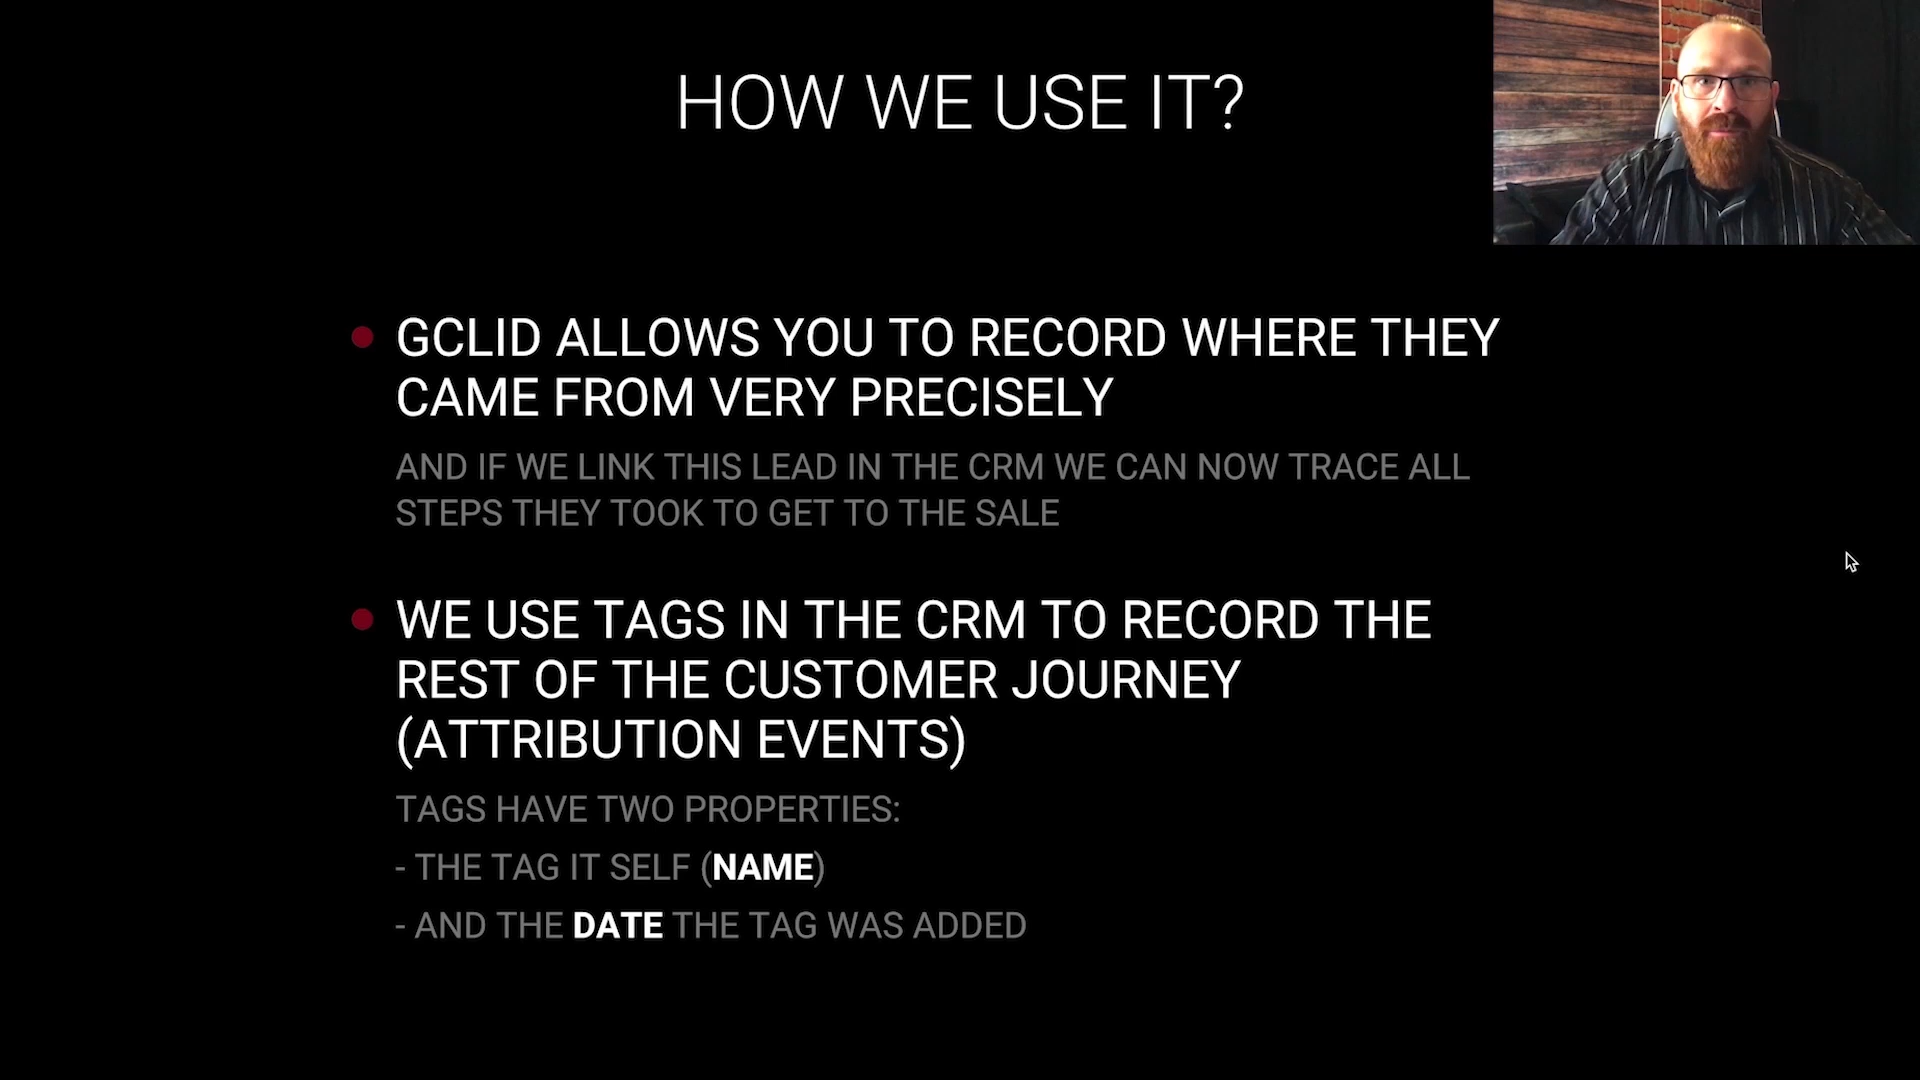 HOW WE USE IT?
GCLID ALLOWS YOU TO RECORD WHERE THEY
CAME FROM VERY PRECISELY
AND IF WE LINK THIS LEAD IN THE CRM WE CAN NOW TRACE ALL
STEPS THEY TOOK TO GET TO THE SALE
WE USE TAGS IN THE CRM TO RECORD THE
REST OF THE CUSTOMER JOURNEY
(ATTRIBUTION EVENTS)
TAGS HAVE TWO PROPERTIES:
- THE TAG IT SELF (NAME)
- AND THE DATE THE TAG WAS ADDED